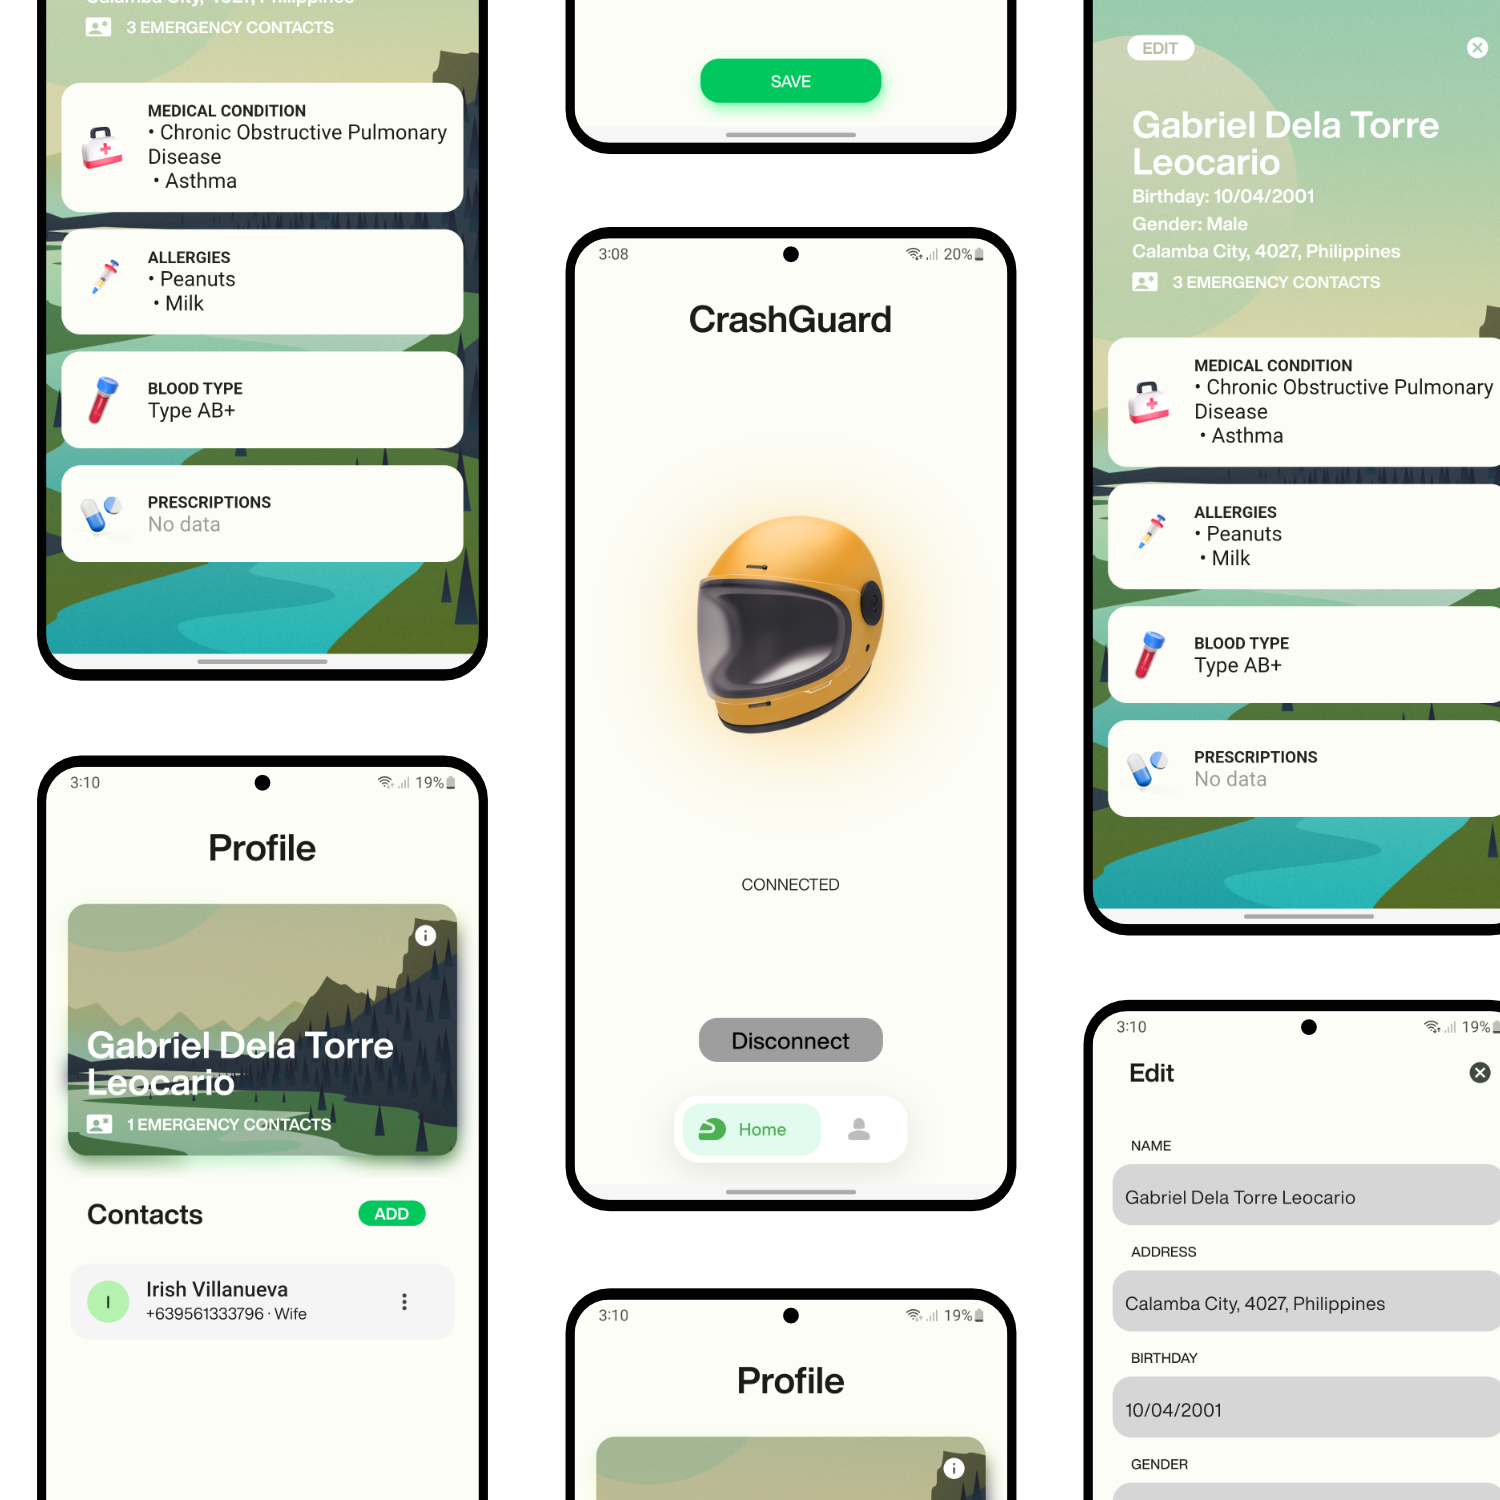 Calamba City, 4027, Philippines
3 EMERGENCY CONTACTS
MEDICAL CONDITION
• Chronic Obstructive Pulmonary
Disease
• Asthma
ALLERGIES
• Peanuts
• Milk
BLOOD TYPE
Type AB+
PRESCRIPTIONS
No data
3:10
19%
Profile
Gabriel Dela Torre
Leocario
1 EMERGENCY CONTACTS
Contacts
ADD
I
Irish Villanueva
+639561333796 · Wife
SAVE
3:08
20%
CrashGuard
CONNECTED
Disconnect
Home
3:10
19%
Profile
EDIT
Gabriel Dela Torre
Leocario
Birthday: 10/04/2001
Gender: Male
Calamba City, 4027, Philippines
3 EMERGENCY CONTACTS
MEDICAL CONDITION
• Chronic Obstructive Pulmonary
Disease
• Asthma
ALLERGIES
• Peanuts
• Milk
BLOOD TYPE
Type AB+
PRESCRIPTIONS
No data
3:10
19%
Edit
NAME
Gabriel Dela Torre Leocario
ADDRESS
Calamba City, 4027, Philippines
BIRTHDAY
10/04/2001
GENDER